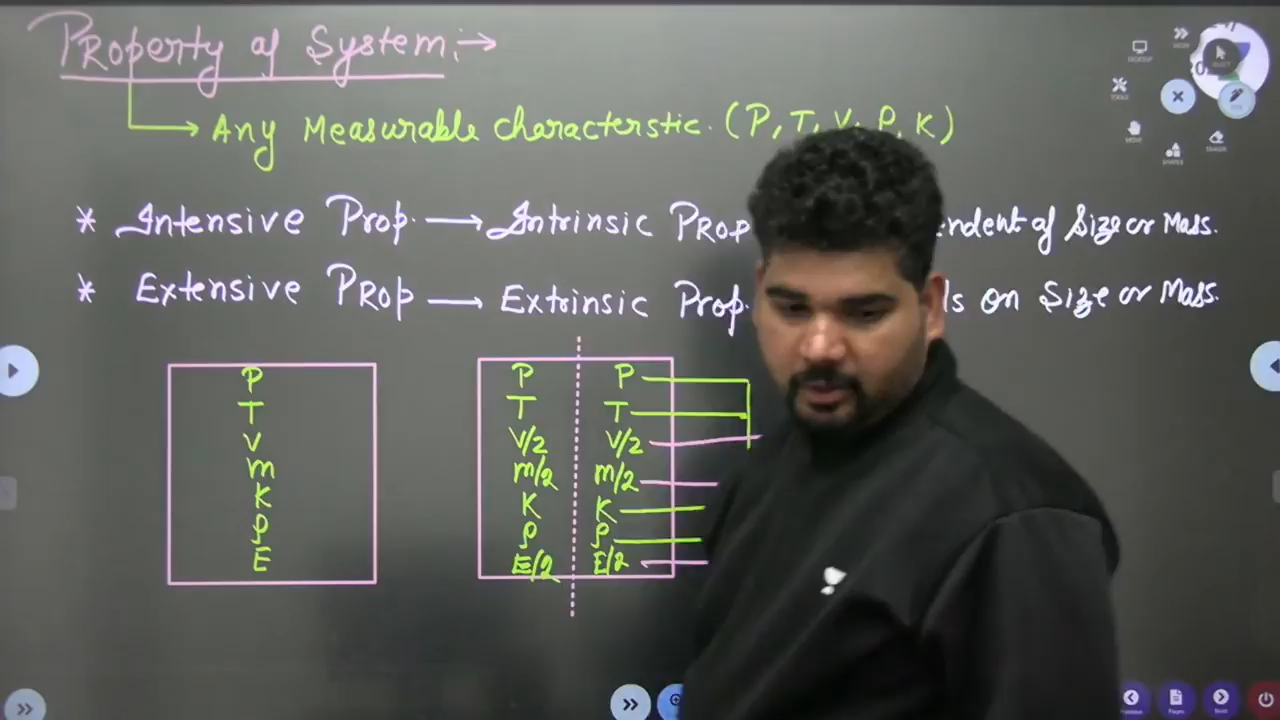 Property of System :→
→ Any Measurable characterstic. (P, T, V, ρ, K)
* Intensive Prop. → Intrinsic Prop of Size or Mass.
* Extensive Prop → Extrinsic Prop. on Size or Mass.
P
T
V
m
K
ρ
E
P P
T T
V/2 V/2
m/2 m/2
K K
ρ ρ
E/2 E/2